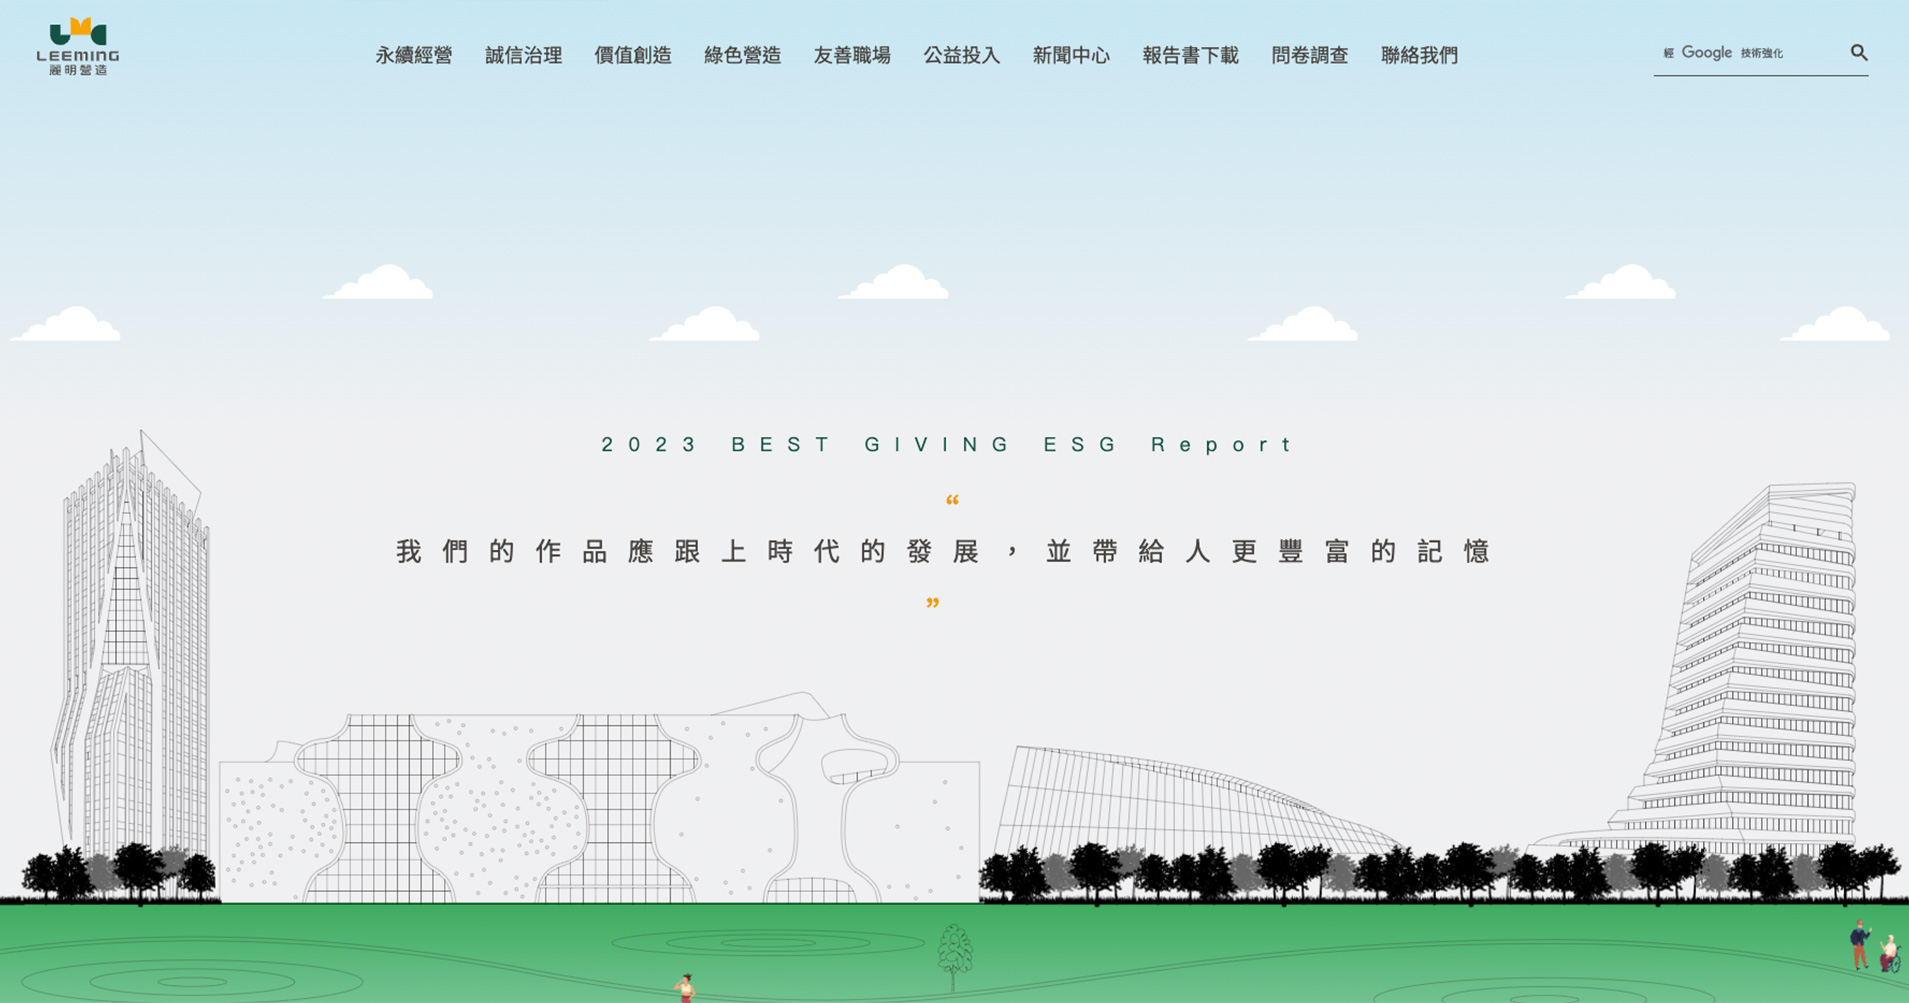 LEEMING
麗明營造
永續經營 誠信治理 價值創造 綠色營造 友善職場 公益投入 新聞中心 報告書下載 問卷調查 聯絡我們
經 Google 技術強化
2023 BEST GIVING ESG Report
“
我們的作品應跟上時代的發展，並帶給人更豐富的記憶
”